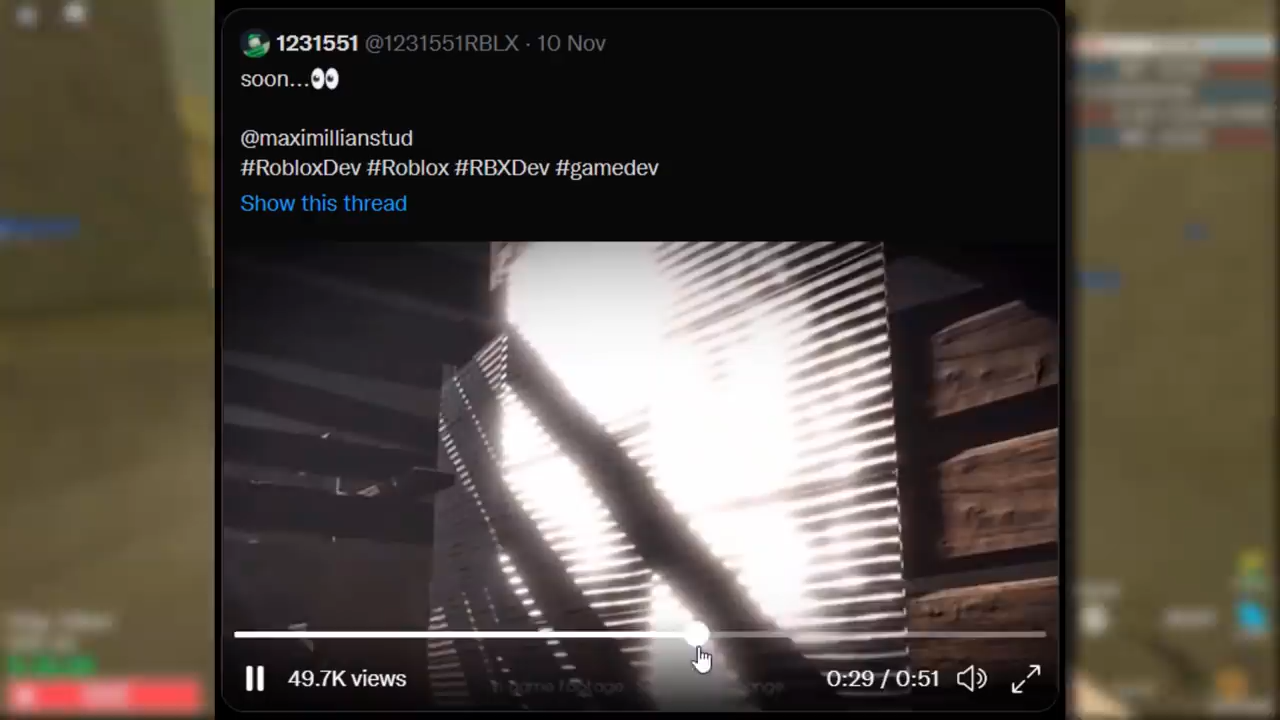 1231551 @1231551RBLX · 10 Nov
soon...👀
@maximillianstud
#RobloxDev #Roblox #RBXDev #gamedev
Show this thread
49.7K views
0:29 / 0:51